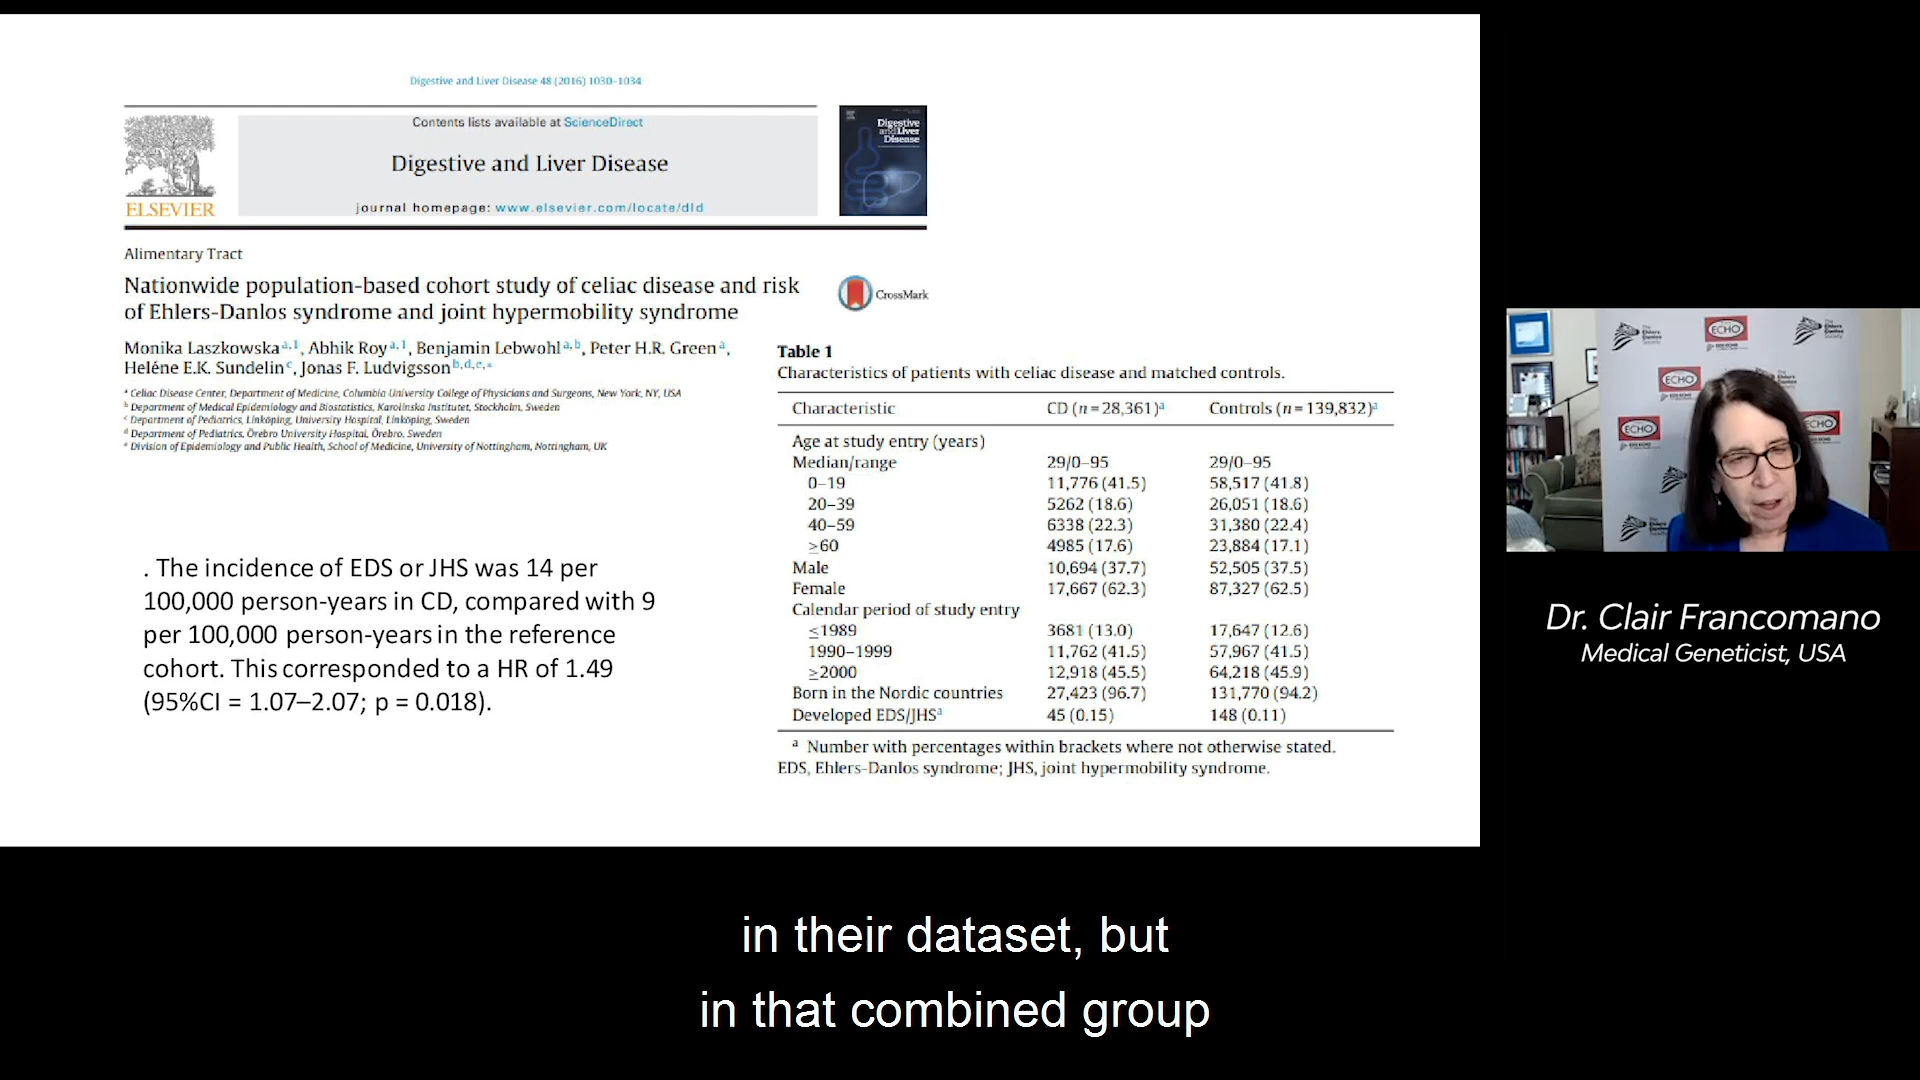 Digestive and Liver Disease 48 (2016) 1030–1034
Contents lists available at ScienceDirect
Digestive and Liver Disease
journal homepage: www.elsevier.com/locate/dld
ELSEVIER
Digestive
and Liver
Disease
Alimentary Tract
Nationwide population-based cohort study of celiac disease and risk
of Ehlers-Danlos syndrome and joint hypermobility syndrome
CrossMark
Monika Laszkowska a,1, Abhik Roy a,1, Benjamin Lebwohl a,b, Peter H.R. Green a,
Heléne E.K. Sundelin c, Jonas F. Ludvigsson b,d,e,*
a Celiac Disease Center, Department of Medicine, Columbia University College of Physicians and Surgeons, New York, NY, USA
b Department of Medical Epidemiology and Biostatistics, Karolinska Institutet, Stockholm, Sweden
c Department of Pediatrics, Linköping, University Hospital, Linköping, Sweden
d Department of Pediatrics, Örebro University Hospital, Örebro, Sweden
e Division of Epidemiology and Public Health, School of Medicine, University of Nottingham, Nottingham, UK
. The incidence of EDS or JHS was 14 per
100,000 person-years in CD, compared with 9
per 100,000 person-years in the reference
cohort. This corresponded to a HR of 1.49
(95%CI = 1.07–2.07; p = 0.018).
Table 1
Characteristics of patients with celiac disease and matched controls.
Characteristic CD (n = 28,361)a Controls (n = 139,832)a
Age at study entry (years)
Median/range 29/0–95 29/0–95
0–19 11,776 (41.5) 58,517 (41.8)
20–39 5262 (18.6) 26,051 (18.6)
40–59 6338 (22.3) 31,380 (22.4)
≥60 4985 (17.6) 23,884 (17.1)
Male 10,694 (37.7) 52,505 (37.5)
Female 17,667 (62.3) 87,327 (62.5)
Calendar period of study entry
≤1989 3681 (13.0) 17,647 (12.6)
1990–1999 11,762 (41.5) 57,967 (41.5)
≥2000 12,918 (45.5) 64,218 (45.9)
Born in the Nordic countries 27,423 (96.7) 131,770 (94.2)
Developed EDS/JHSa 45 (0.15) 148 (0.11)
a Number with percentages within brackets where not otherwise stated.
EDS, Ehlers-Danlos syndrome; JHS, joint hypermobility syndrome.
ECHO
ECHO
ECHO
ECHO
Dr. Clair Francomano
Medical Geneticist, USA
in their dataset, but
in that combined group